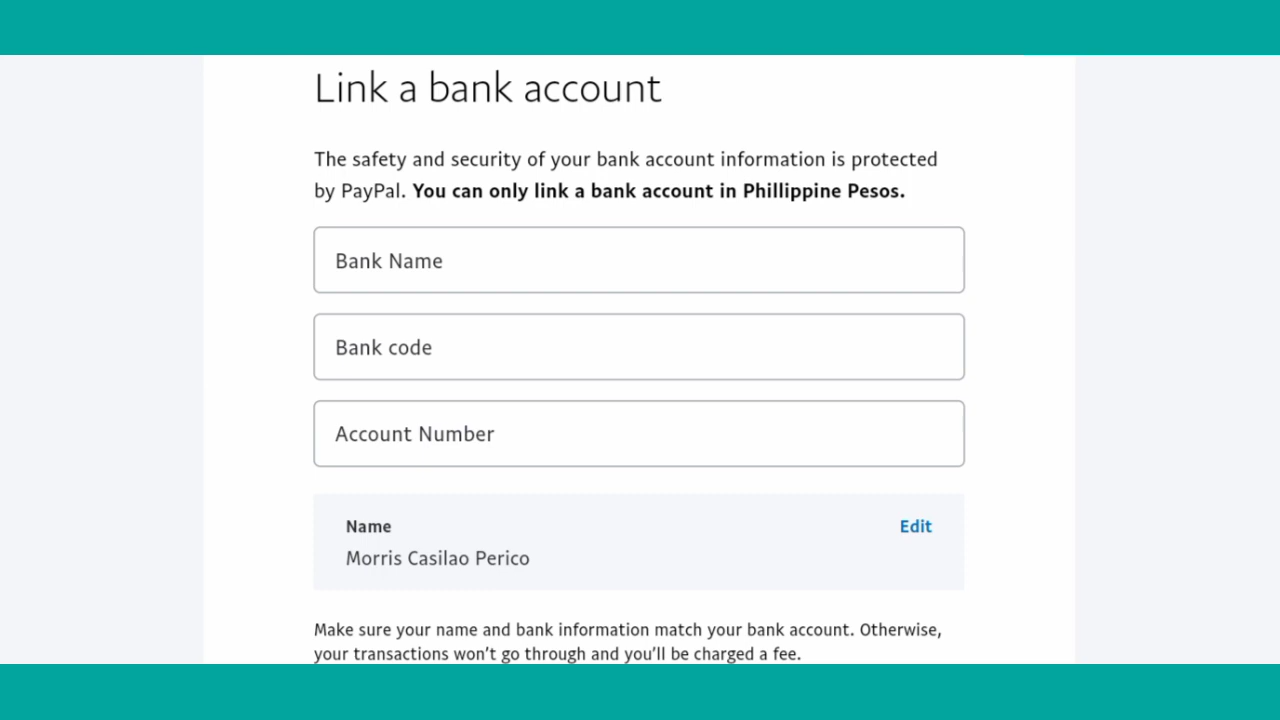 Link a bank account
The safety and security of your bank account information is protected
by PayPal. You can only link a bank account in Phillippine Pesos.
Bank Name
Bank code
Account Number
Name
Edit
Morris Casilao Perico
Make sure your name and bank information match your bank account. Otherwise,
your transactions won’t go through and you’ll be charged a fee.